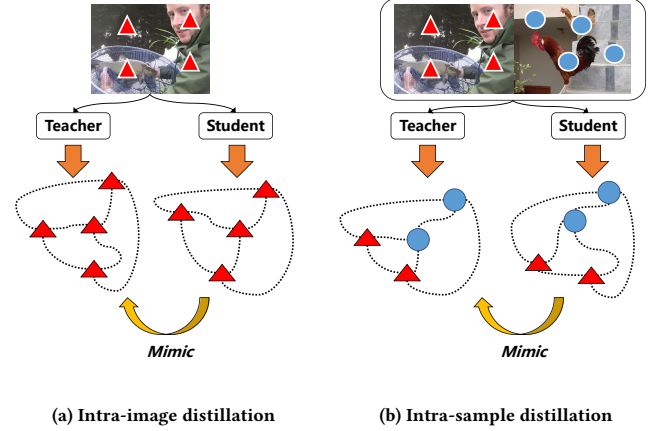 Teacher
Student
Mimic
(a) Intra-image distillation
Teacher
Student
Mimic
(b) Intra-sample distillation